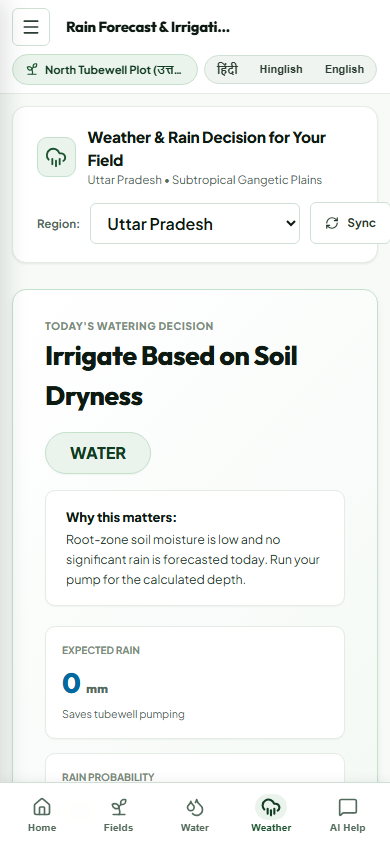 Rain Forecast & Irrigati...
North Tubewell Plot (उत्त...
हिंदी Hinglish English
Weather & Rain Decision for Your
Field
Uttar Pradesh • Subtropical Gangetic Plains
Region: Uttar Pradesh Sync
TODAY'S WATERING DECISION
Irrigate Based on Soil
Dryness
WATER
Why this matters:
Root-zone soil moisture is low and no
significant rain is forecasted today. Run your
pump for the calculated depth.
EXPECTED RAIN
0 mm
Saves tubewell pumping
RAIN PROBABILITY
Home Fields Water Weather AI Help